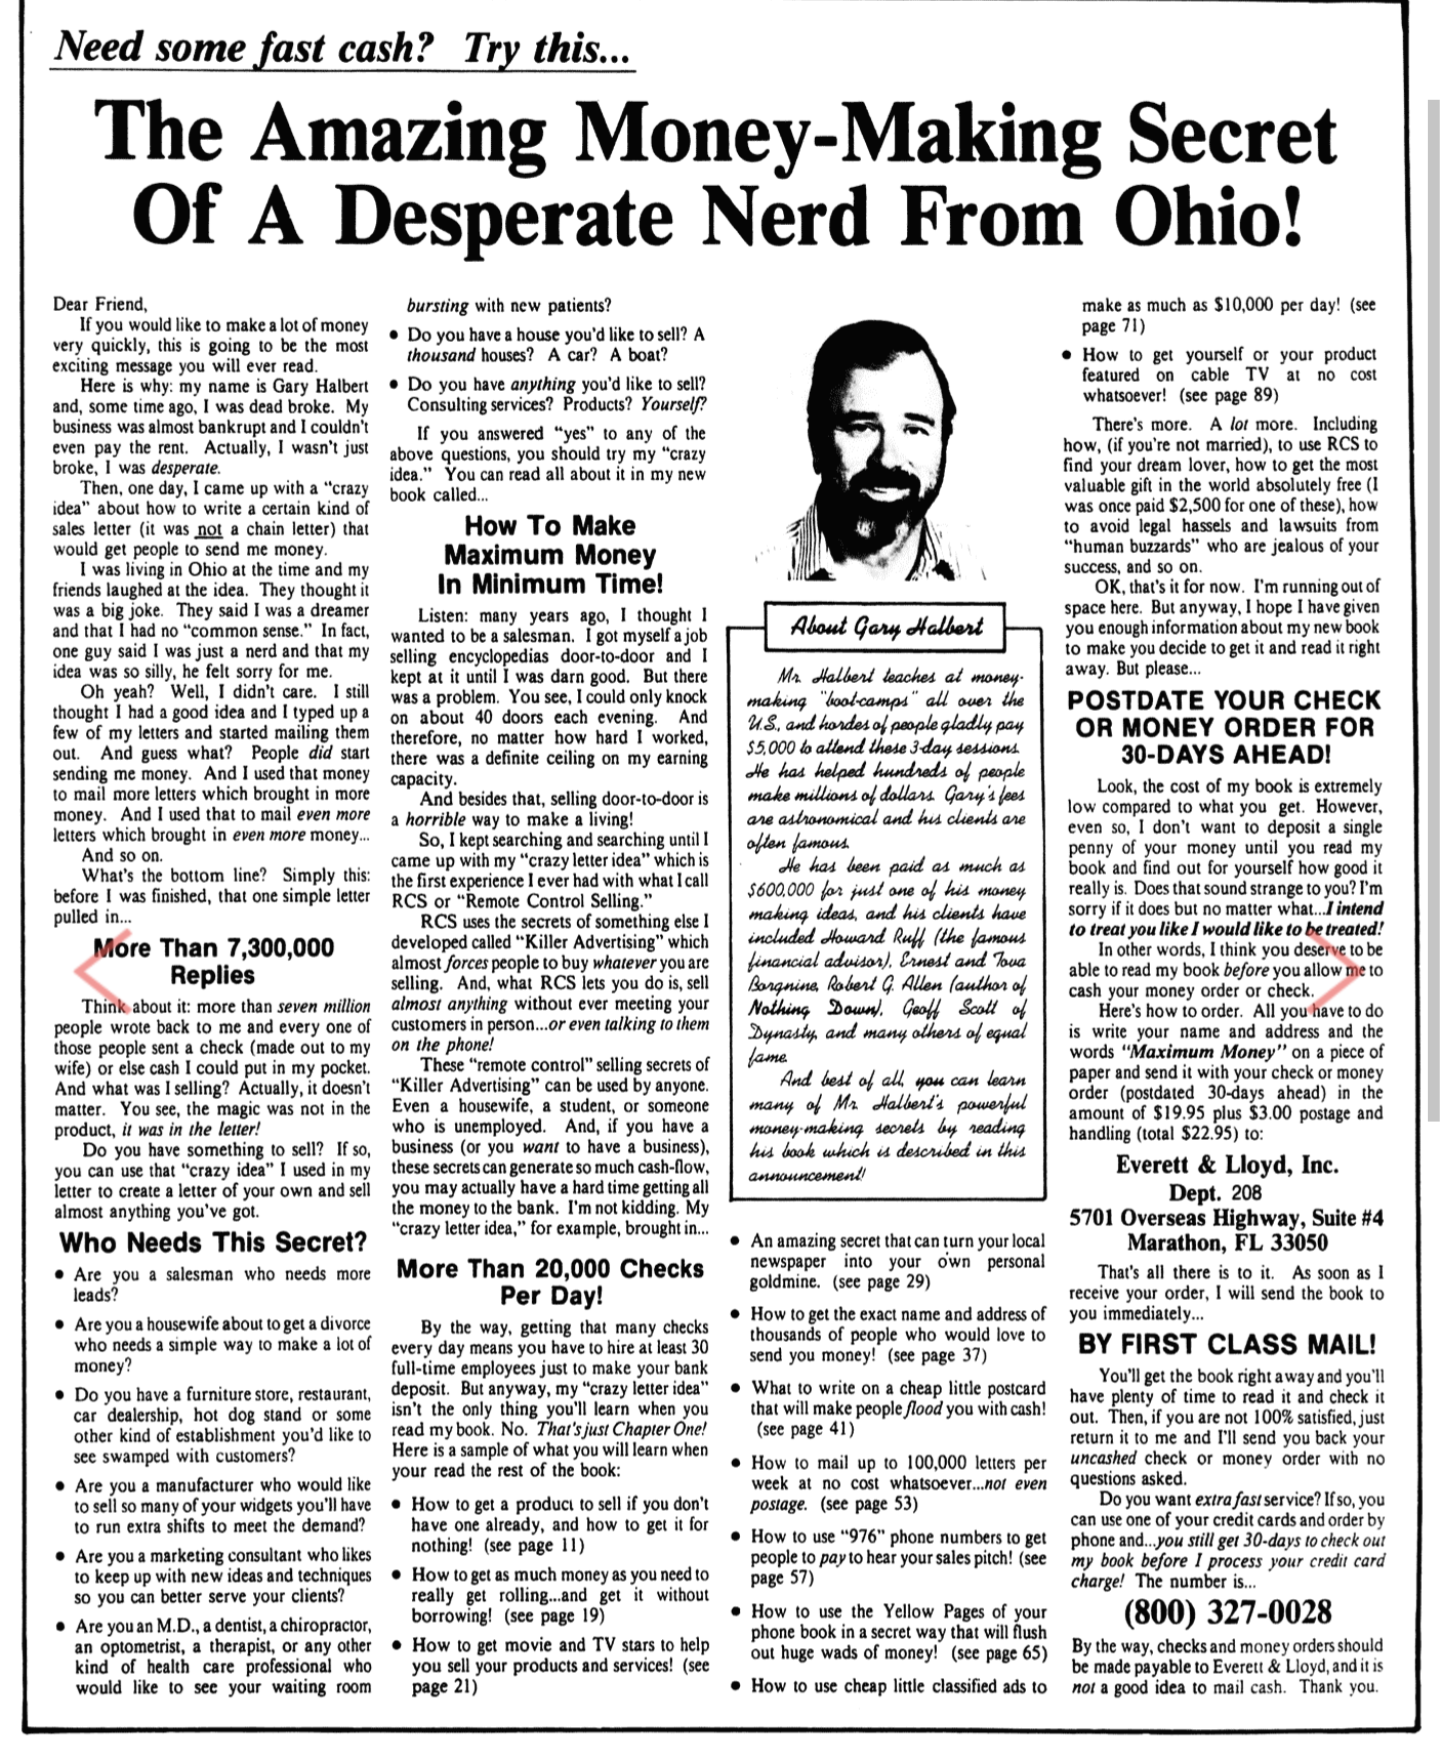 Need some fast cash? Try this...
The Amazing Money-Making Secret
Of A Desperate Nerd From Ohio!
Dear Friend,
If you would like to make a lot of money
very quickly, this is going to be the most
exciting message you will ever read.
Here is why: my name is Gary Halbert
and, some time ago, I was dead broke. My
business was almost bankrupt and I couldn't
even pay the rent. Actually, I wasn't just
broke, I was desperate.
Then, one day, I came up with a "crazy
idea" about how to write a certain kind of
sales letter (it was not a chain letter) that
would get people to send me money.
I was living in Ohio at the time and my
friends laughed at the idea. They thought it
was a big joke. They said I was a dreamer
and that I had no "common sense." In fact,
one guy said I was just a nerd and that my
idea was so silly, he felt sorry for me.
Oh yeah? Well, I didn't care. I still
thought I had a good idea and I typed up a
few of my letters and started mailing them
out. And guess what? People did start
sending me money. And I used that money
to mail more letters which brought in more
money. And I used that to mail even more
letters which brought in even more money...
And so on.
What's the bottom line? Simply this:
before I was finished, that one simple letter
pulled in...
More Than 7,300,000
Replies
Think about it: more than seven million
people wrote back to me and every one of
those people sent a check (made out to my
wife) or else cash I could put in my pocket.
And what was I selling? Actually, it doesn't
matter. You see, the magic was not in the
product, it was in the letter!
Do you have something to sell? If so,
you can use that "crazy idea" I used in my
letter to create a letter of your own and sell
almost anything you've got.
Who Needs This Secret?
• Are you a salesman who needs more
leads?
• Are you a housewife about to get a divorce
who needs a simple way to make a lot of
money?
• Do you have a furniture store, restaurant,
car dealership, hot dog stand or some
other kind of establishment you'd like to
see swamped with customers?
• Are you a manufacturer who would like
to sell so many of your widgets you'll have
to run extra shifts to meet the demand?
• Are you a marketing consultant who likes
to keep up with new ideas and techniques
so you can better serve your clients?
• Are you an M.D., a dentist, a chiropractor,
an optometrist, a therapist, or any other
kind of health care professional who
would like to see your waiting room
bursting with new patients?
• Do you have a house you'd like to sell? A
thousand houses? A car? A boat?
• Do you have anything you'd like to sell?
Consulting services? Products? Yourself?
If you answered "yes" to any of the
above questions, you should try my "crazy
idea." You can read all about it in my new
book called...
How To Make
Maximum Money
In Minimum Time!
Listen: many years ago, I thought I
wanted to be a salesman. I got myself a job
selling encyclopedias door-to-door and I
kept at it until I was darn good. But there
was a problem. You see, I could only knock
on about 40 doors each evening. And
therefore, no matter how hard I worked,
there was a definite ceiling on my earning
capacity.
And besides that, selling door-to-door is
a horrible way to make a living!
So, I kept searching and searching until I
came up with my "crazy letter idea" which is
the first experience I ever had with what I call
RCS or "Remote Control Selling."
RCS uses the secrets of something else I
developed called "Killer Advertising" which
almost forces people to buy whatever you are
selling. And, what RCS lets you do is, sell
almost anything without ever meeting your
customers in person...or even talking to them
on the phone!
These "remote control" selling secrets of
"Killer Advertising" can be used by anyone.
Even a housewife, a student, or someone
who is unemployed. And, if you have a
business (or you want to have a business),
these secrets can generate so much cash-flow,
you may actually have a hard time getting all
the money to the bank. I'm not kidding. My
"crazy letter idea," for example, brought in...
More Than 20,000 Checks
Per Day!
By the way, getting that many checks
every day means you have to hire at least 30
full-time employees just to make your bank
deposit. But anyway, my "crazy letter idea"
isn't the only thing you'll learn when you
read my book. No. That's just Chapter One!
Here is a sample of what you will learn when
your read the rest of the book:
• How to get a product to sell if you don't
have one already, and how to get it for
nothing! (see page 11)
• How to get as much money as you need to
really get rolling...and get it without
borrowing! (see page 19)
• How to get movie and TV stars to help
you sell your products and services! (see
page 21)
About Gary Halbert
Mr. Halbert teaches at money-
making "boot-camps" all over the
U.S., and hordes of people gladly pay
$5,000 to attend these 3-day sessions.
He has helped hundreds of people
make millions of dollars. Gary's fees
are astronomical and his clients are
often famous.
He has been paid as much as
$600,000 for just one of his money
making ideas, and his clients have
included Howard Ruff (the famous
financial advisor), Ernest and Tova
Borgnine, Robert G. Allen (author of
Nothing Down), Geoff Scott of
Dynasty, and many others of equal
fame.
And best of all, you can learn
many of Mr. Halbert's powerful
money-making secrets by reading
his book which is described in this
announcement!
• An amazing secret that can turn your local
newspaper into your own personal
goldmine. (see page 29)
• How to get the exact name and address of
thousands of people who would love to
send you money! (see page 37)
• What to write on a cheap little postcard
that will make people flood you with cash!
(see page 41)
• How to mail up to 100,000 letters per
week at no cost whatsoever...not even
postage. (see page 53)
• How to use "976" phone numbers to get
people to pay to hear your sales pitch! (see
page 57)
• How to use the Yellow Pages of your
phone book in a secret way that will flush
out huge wads of money! (see page 65)
• How to use cheap little classified ads to
make as much as $10,000 per day! (see
page 71)
• How to get yourself or your product
featured on cable TV at no cost
whatsoever! (see page 89)
There's more. A lot more. Including
how, (if you're not married), to use RCS to
find your dream lover, how to get the most
valuable gift in the world absolutely free (I
was once paid $2,500 for one of these), how
to avoid legal hassels and lawsuits from
"human buzzards" who are jealous of your
success, and so on.
OK, that's it for now. I'm running out of
space here. But anyway, I hope I have given
you enough information about my new book
to make you decide to get it and read it right
away. But please...
POSTDATE YOUR CHECK
OR MONEY ORDER FOR
30-DAYS AHEAD!
Look, the cost of my book is extremely
low compared to what you get. However,
even so, I don't want to deposit a single
penny of your money until you read my
book and find out for yourself how good it
really is. Does that sound strange to you? I'm
sorry if it does but no matter what...I intend
to treat you like I would like to be treated!
In other words, I think you deserve to be
able to read my book before you allow me to
cash your money order or check.
Here's how to order. All you have to do
is write your name and address and the
words "Maximum Money" on a piece of
paper and send it with your check or money
order (postdated 30-days ahead) in the
amount of $19.95 plus $3.00 postage and
handling (total $22.95) to:
Everett & Lloyd, Inc.
Dept. 208
5701 Overseas Highway, Suite #4
Marathon, FL 33050
That's all there is to it. As soon as I
receive your order, I will send the book to
you immediately...
BY FIRST CLASS MAIL!
You'll get the book right away and you'll
have plenty of time to read it and check it
out. Then, if you are not 100% satisfied, just
return it to me and I'll send you back your
uncashed check or money order with no
questions asked.
Do you want extra fast service? If so, you
can use one of your credit cards and order by
phone and...you still get 30-days to check out
my book before I process your credit card
charge! The number is...
(800) 327-0028
By the way, checks and money orders should
be made payable to Everett & Lloyd, and it is
not a good idea to mail cash. Thank you.